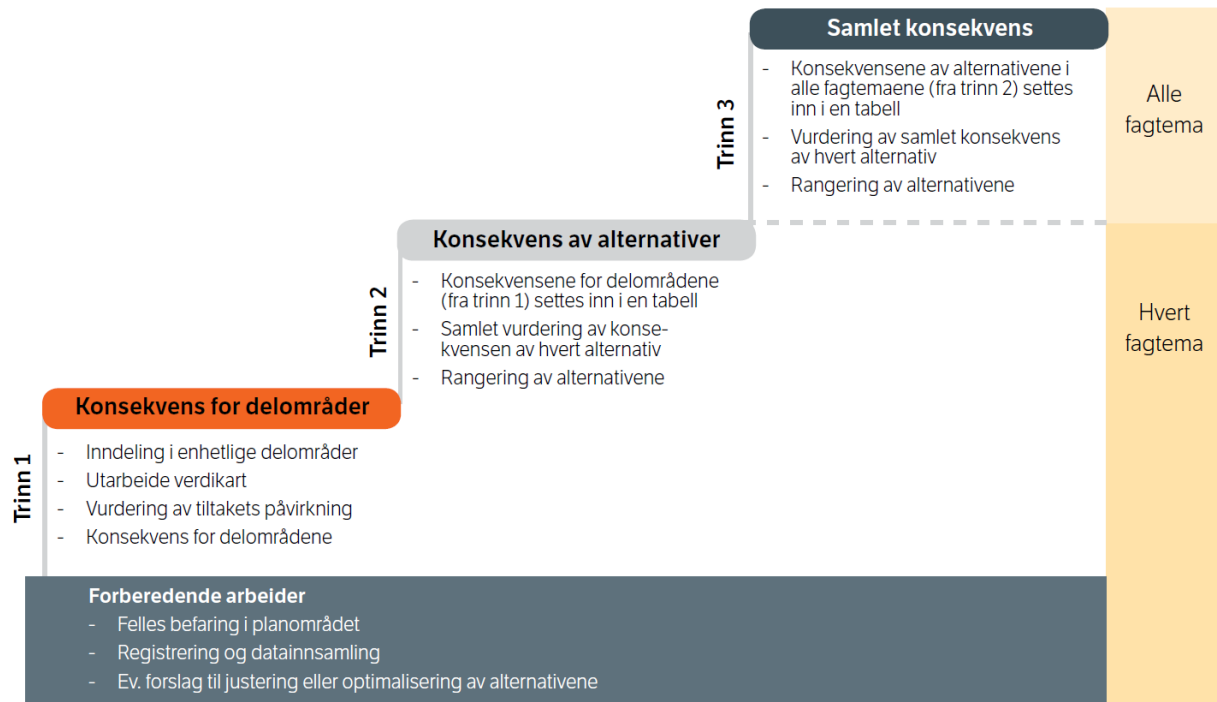 Samlet konsekvens
- Konsekvensene av alternativene i
alle fagtemaene (fra trinn 2) settes
inn i en tabell
- Vurdering av samlet konsekvens
av hvert alternativ
- Rangering av alternativene
Trinn 3
Alle
fagtema
Konsekvens av alternativer
- Konsekvensene for delområdene
(fra trinn 1) settes inn i en tabell
- Samlet vurdering av konse-
kvensen av hvert alternativ
- Rangering av alternativene
Trinn 2
Hvert
fagtema
Konsekvens for delområder
- Inndeling i enhetlige delområder
- Utarbeide verdikart
- Vurdering av tiltakets påvirkning
- Konsekvens for delområdene
Trinn 1
Forberedende arbeider
- Felles befaring i planområdet
- Registrering og datainnsamling
- Ev. forslag til justering eller optimalisering av alternativene